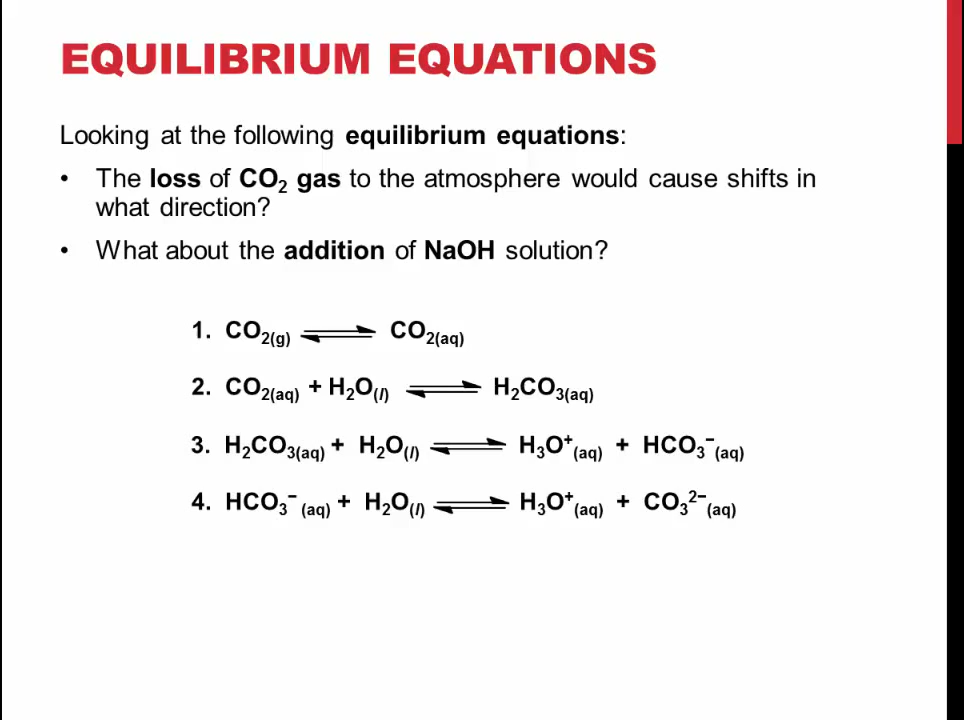 EQUILIBRIUM EQUATIONS
Looking at the following equilibrium equations:
• The loss of CO₂ gas to the atmosphere would cause shifts in
what direction?
• What about the addition of NaOH solution?
1. CO₂(g) ⇌ CO₂(aq)
2. CO₂(aq) + H₂O(l) ⇌ H₂CO₃(aq)
3. H₂CO₃(aq) + H₂O(l) ⇌ H₃O⁺(aq) + HCO₃⁻(aq)
4. HCO₃⁻(aq) + H₂O(l) ⇌ H₃O⁺(aq) + CO₃²⁻(aq)